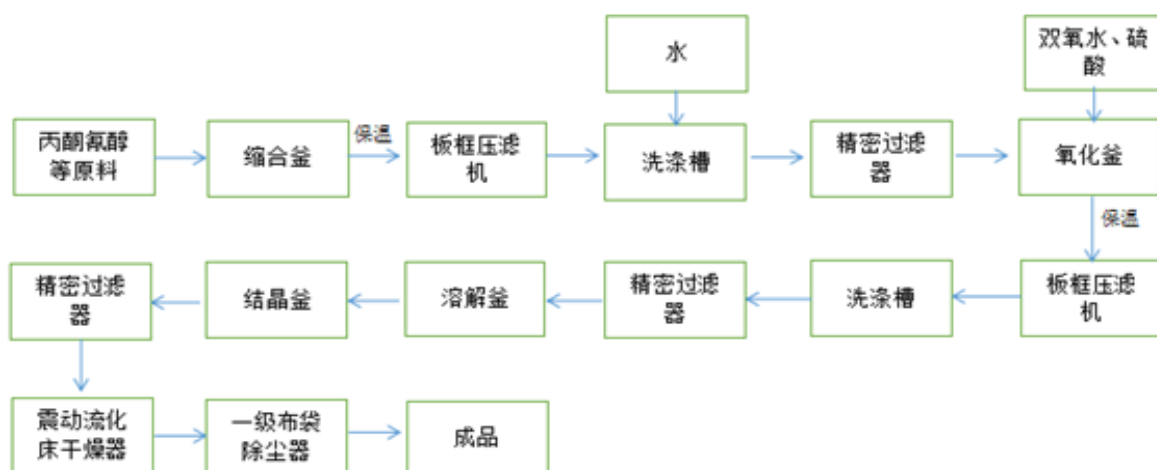 水
双氧水、硫
酸
丙酮氰醇
等原料
缩合釜
保温
板框压滤
机
洗涤槽
精密过滤
器
氧化釜
保温
精密过滤
器
结晶釜
溶解釜
精密过滤
器
洗涤槽
板框压滤
机
震动流化
床干燥器
一级布袋
除尘器
成品